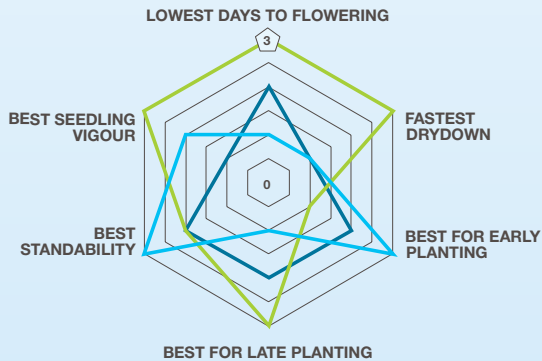 LOWEST DAYS TO FLOWERING
3
BEST SEEDLING
VIGOUR
FASTEST
DRYDOWN
0
BEST
STANDABILITY
BEST FOR EARLY
PLANTING
BEST FOR LATE PLANTING